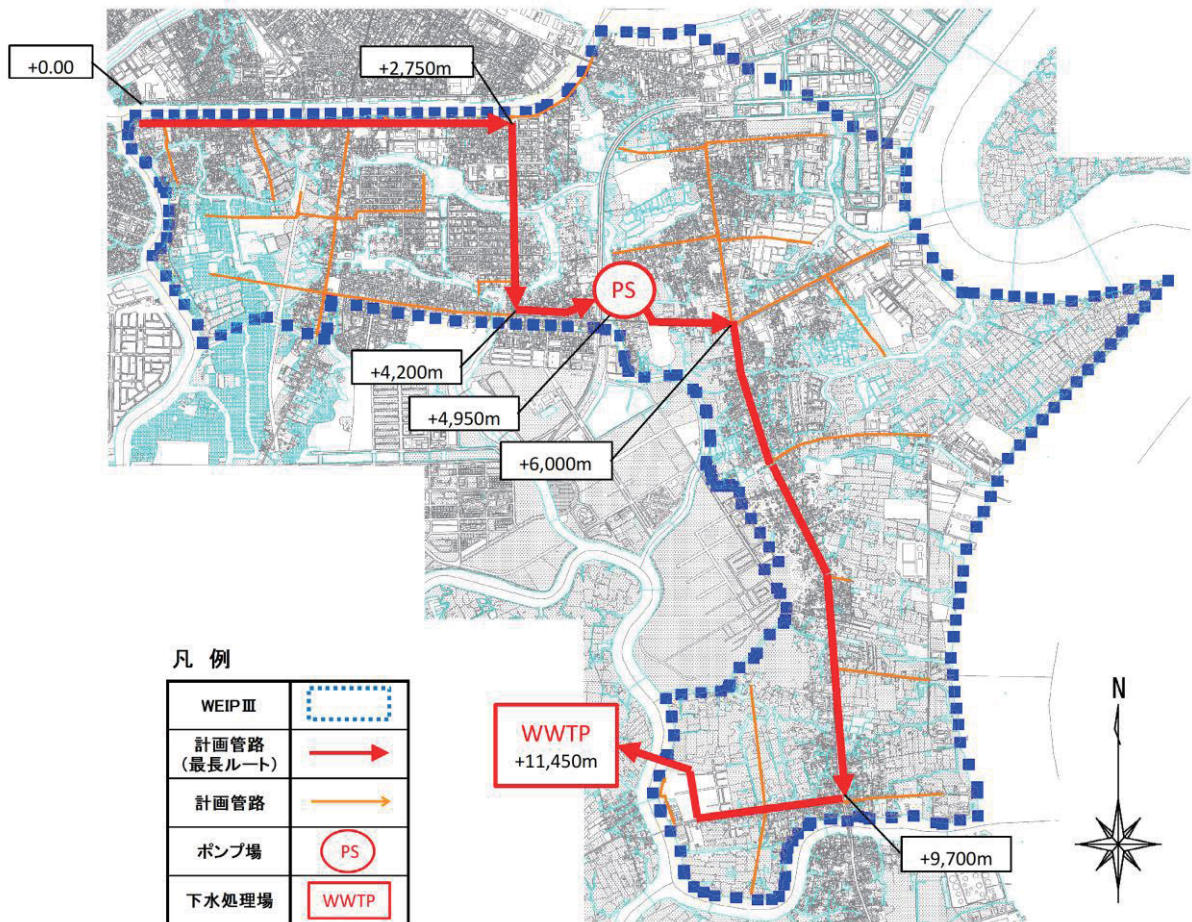 +0.00
+2,750m
PS
+4,200m
+4,950m
+6,000m
凡 例
WEIPⅢ
計画管路
(最長ルート)
計画管路
ポンプ場
PS
下水処理場
WWTP
WWTP
+11,450m
+9,700m
N